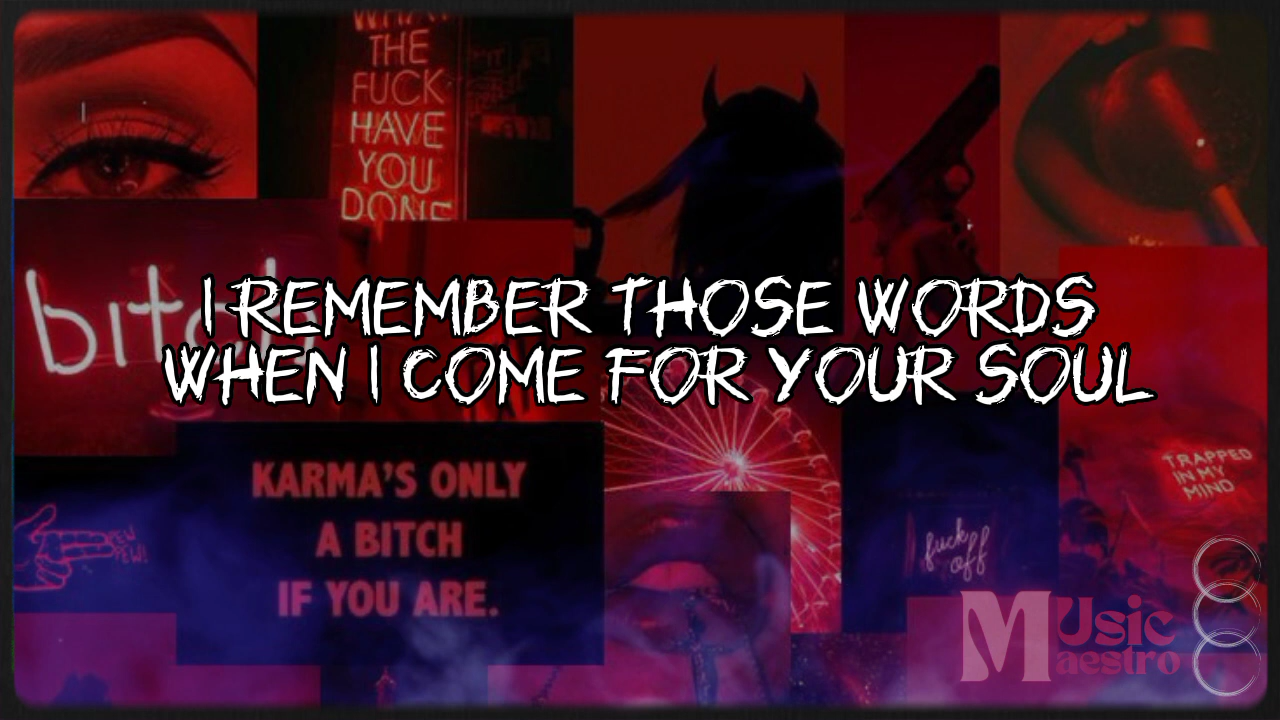 WHAT
THE
FUCK
HAVE
YOU
DONE
bitch
I REMEMBER THOSE WORDS
WHEN I COME FOR YOUR SOUL
KARMA'S ONLY
A BITCH
IF YOU ARE.
TRAPPED
IN MY
MIND
PEW
PEW!
fuck
off
MUsic
Maestro